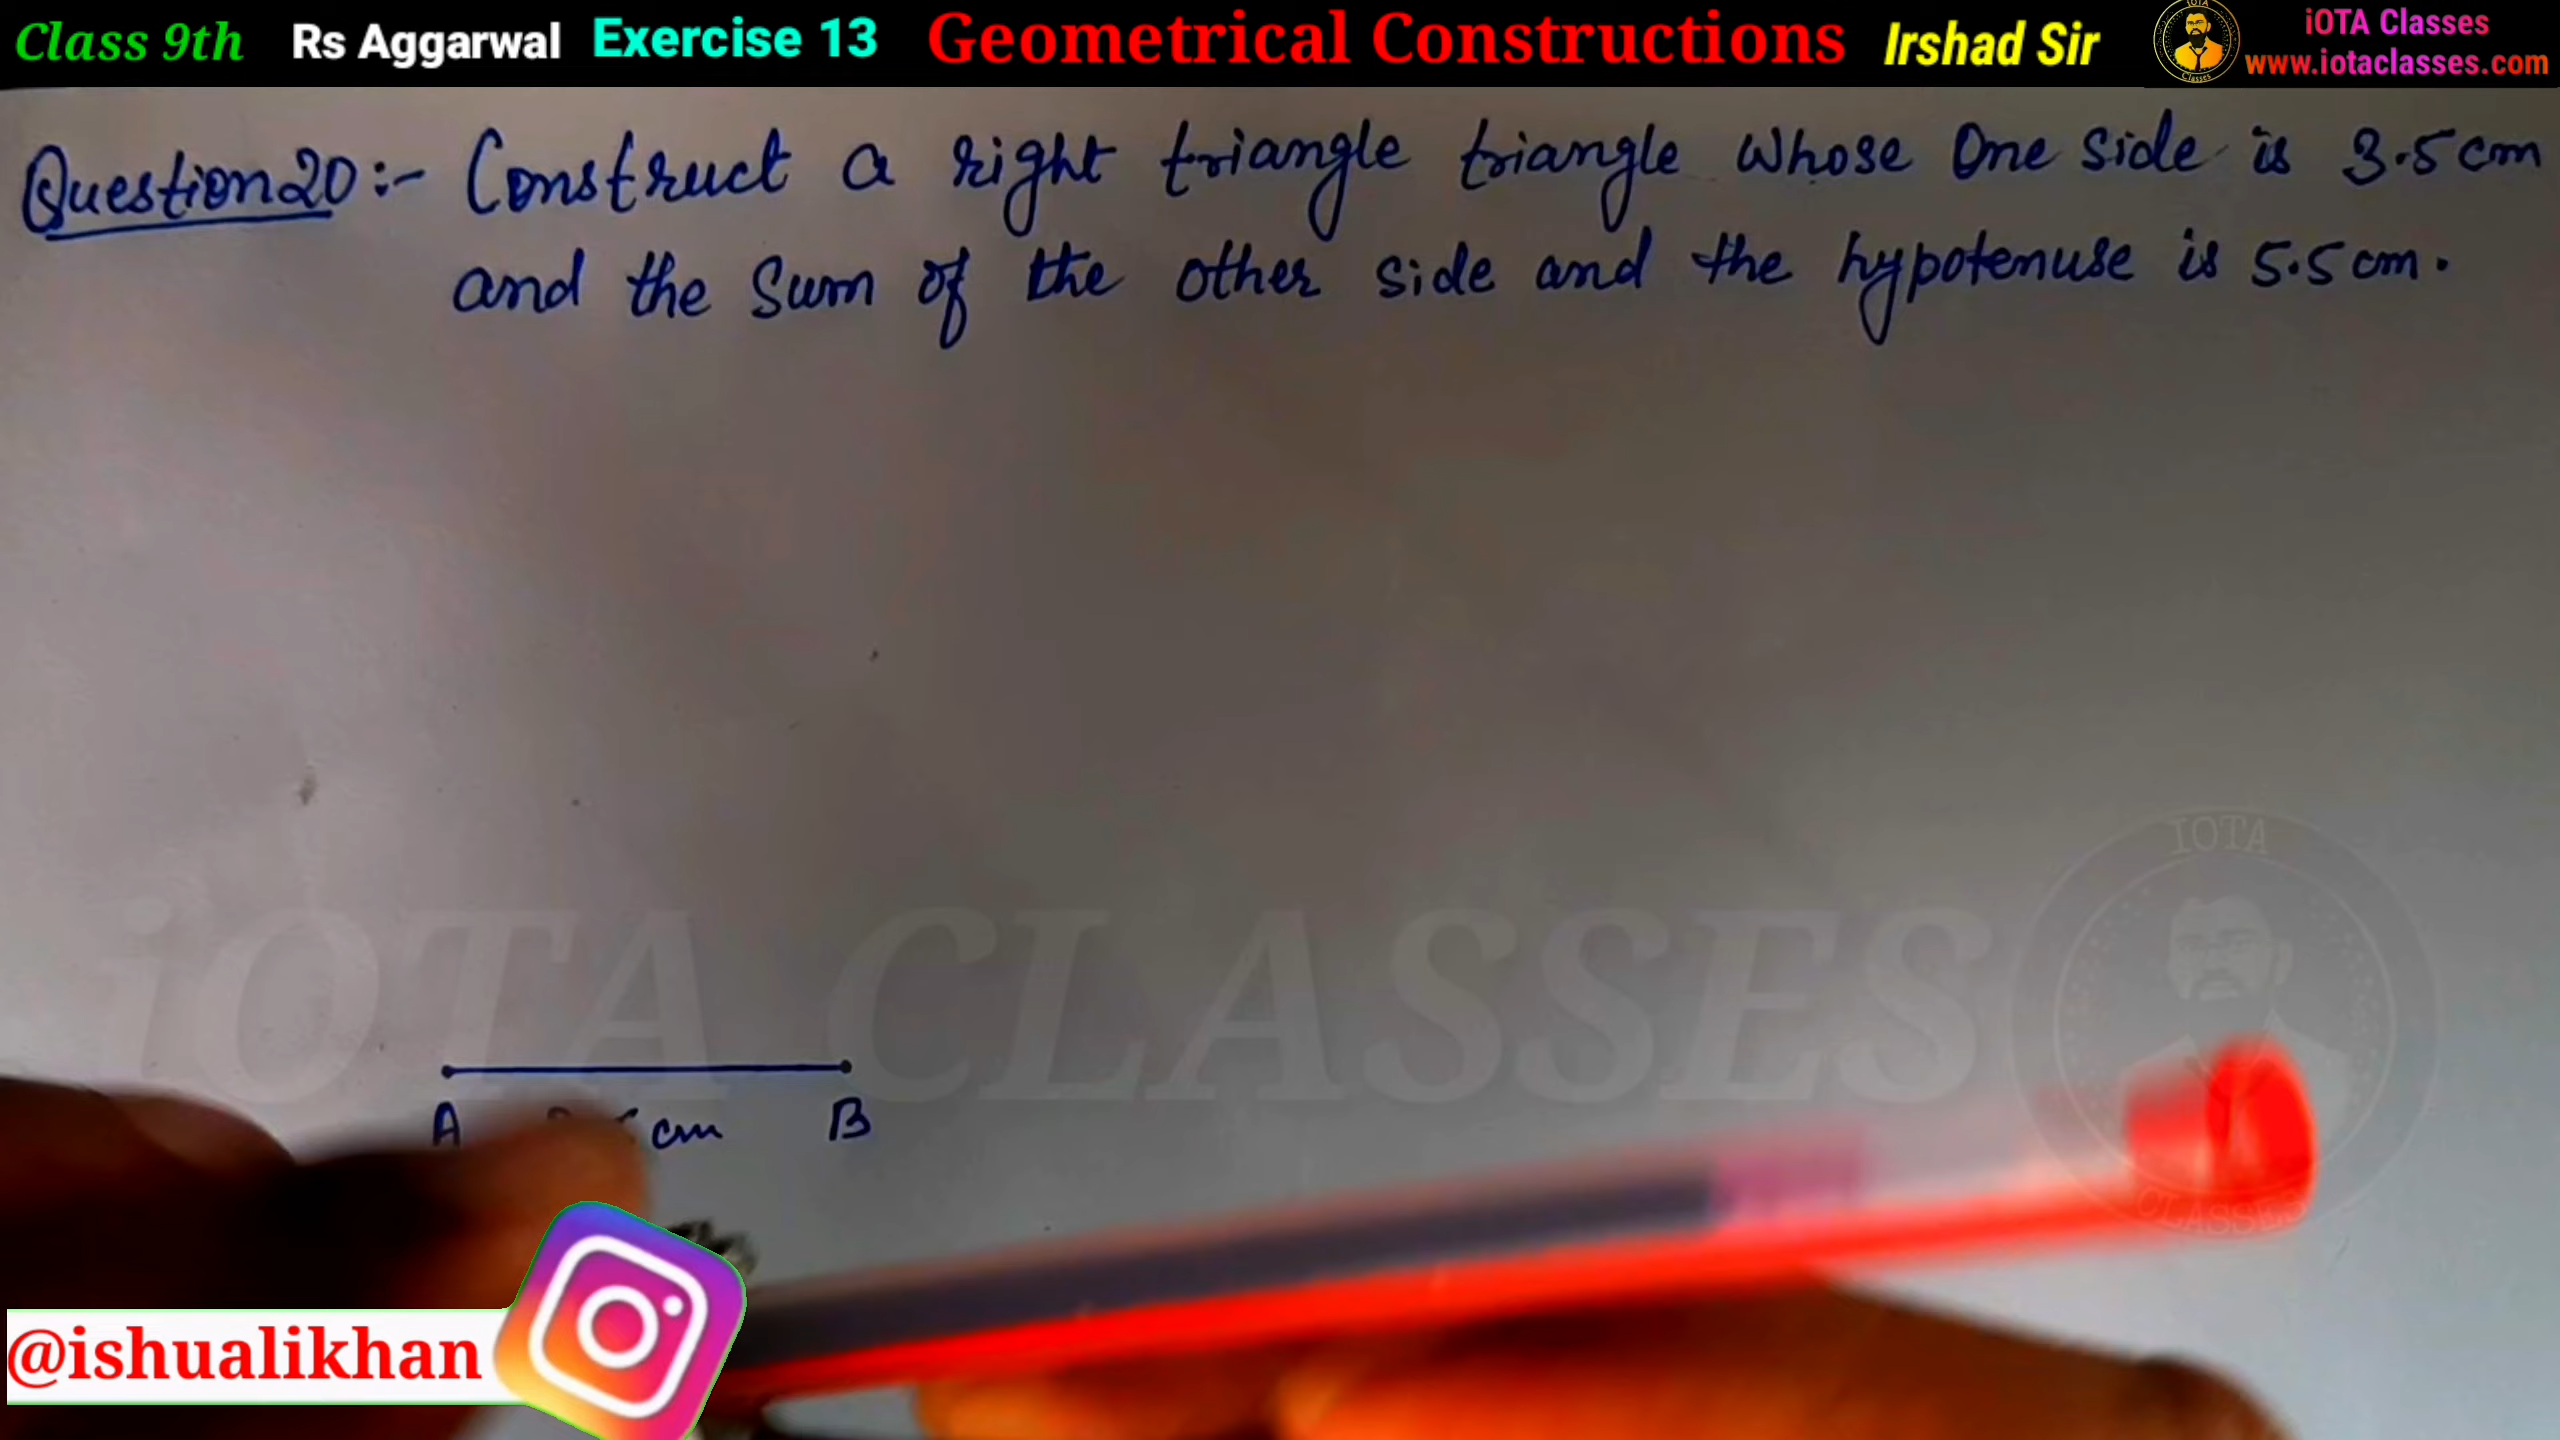 Class 9th Rs Aggarwal Exercise 13 Geometrical Constructions Irshad Sir iOTA Classes
www.iotaclasses.com
Question20:- Construct a right triangle triangle whose One side is 3.5cm
and the sum of the other side and the hypotenuse is 5.5cm.
iOTA CLASSES
IOTA
CLASSES
A cm B
@ishualikhan